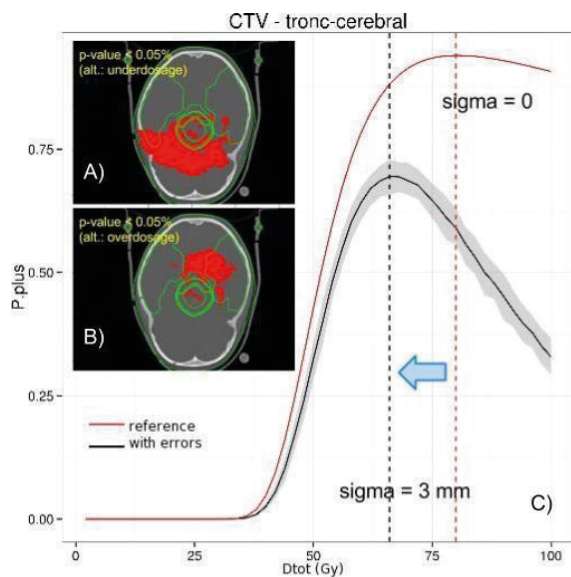 CTV - tronc-cerebral
p-value < 0.05%
(alt.: underdosage)
A)
p-value < 0.05%
(alt.: overdosage)
B)
sigma = 0
P.plus
0.75
0.50
0.25
0.00
reference
with errors
sigma = 3 mm
C)
0
25
50
75
100
Dtot (Gy)